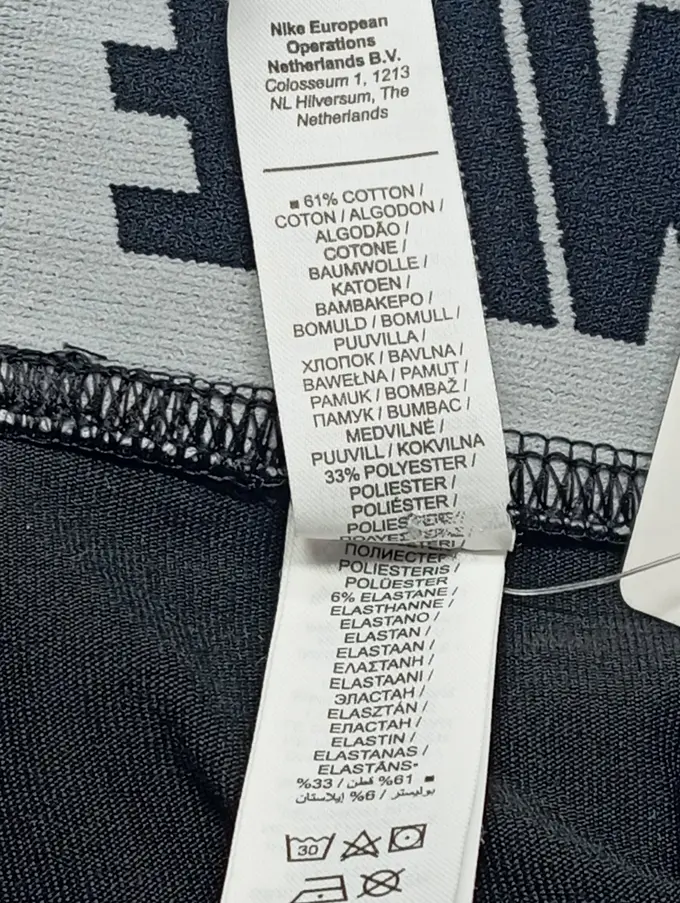 Nike European
Operations
Netherlands B.V.
Colosseum 1, 1213
NL Hilversum, The
Netherlands
■ 61% COTTON /
COTON / ALGODON /
ALGODÃO /
COTONE /
BAUMWOLLE /
KATOEN /
BAMBAKEPO /
BOMULD / BOMULL /
PUUVILLA /
ХЛОПОК / BAVLNA /
BAWEŁNA / PAMUT /
PAMUK / BOMBAŽ /
ПАМУК / BUMBAC /
MEDVILNĖ /
PUUVILL / KOKVILNA
33% POLYESTER /
POLIESTER /
POLIÉSTER /
ПОЛИЕСТЕР /
POLIESTERIS /
POLÜESTER
6% ELASTANE /
ELASTHANNE /
ELASTANO /
ELASTAN /
ELASTAAN /
ΕΛΑΣΤΑΝΗ /
ELASTAANI /
ЭЛАСТАН /
ELASZTÁN /
ЕЛАСТАН /
ELASTIN /
ELASTANAS /
ELASTĀNS-
■ 61% قطن / 33%
بوليستر / 6% إيلاستان
30